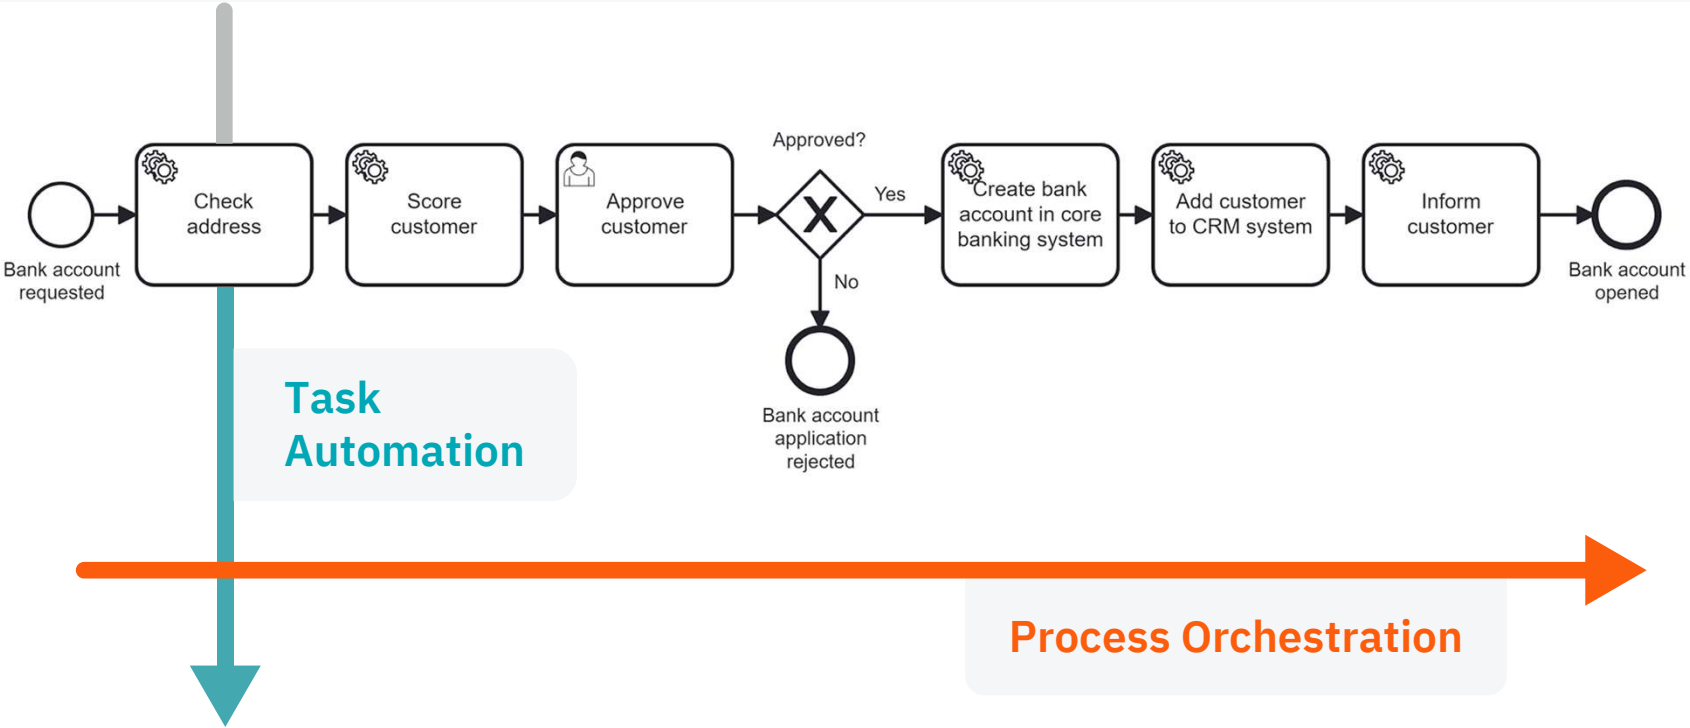 Bank account
requested
Check
address
Score
customer
Approve
customer
Approved?
X
Yes
No
Bank account
application
rejected
Create bank
account in core
banking system
Add customer
to CRM system
Inform
customer
Bank account
opened
Task
Automation
Process Orchestration